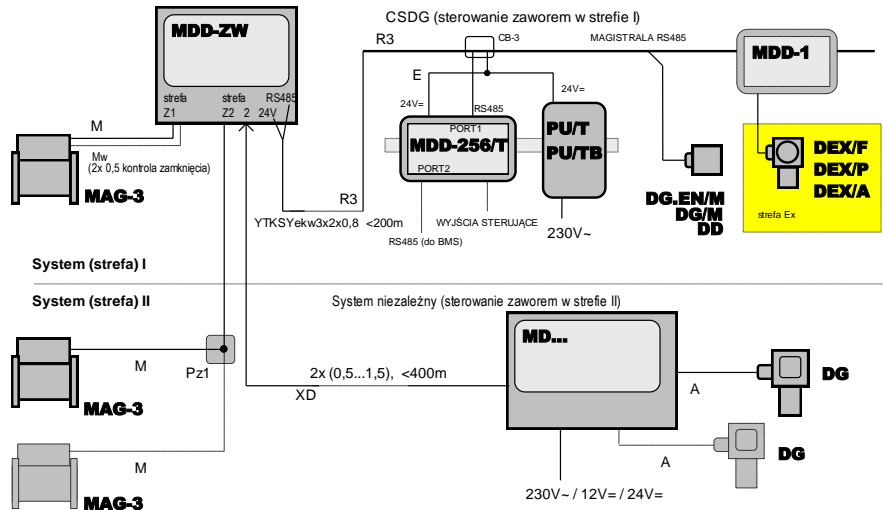 CSDG (sterowanie zaworem w strefie I)
MDD-ZW
R3
CB-3
MAGISTRALA RS485
MDD-1
E
24V=
24V=
RS485
strefa
Z1
strefa
Z2 2 24V
RS485
M
Mw
(2x 0,5 kontrola zamknięcia)
MAG-3
PORT1
MDD-256/T
PORT2
PU/T
PU/TB
DEX/F
DEX/P
DEX/A
strefa Ex
DG.EN/M
DG/M
DD
R3
YTKSYekw3x2x0,8 <200m
WYJŚCIA STERUJĄCE
RS485 (do BMS)
230V~
System (strefa) I
System (strefa) II
System niezależny (sterowanie zaworem w strefie II)
MD...
M
Pz1
MAG-3
2x (0,5...1,5), <400m
XD
A
DG
M
MAG-3
A
DG
230V~ / 12V= / 24V=